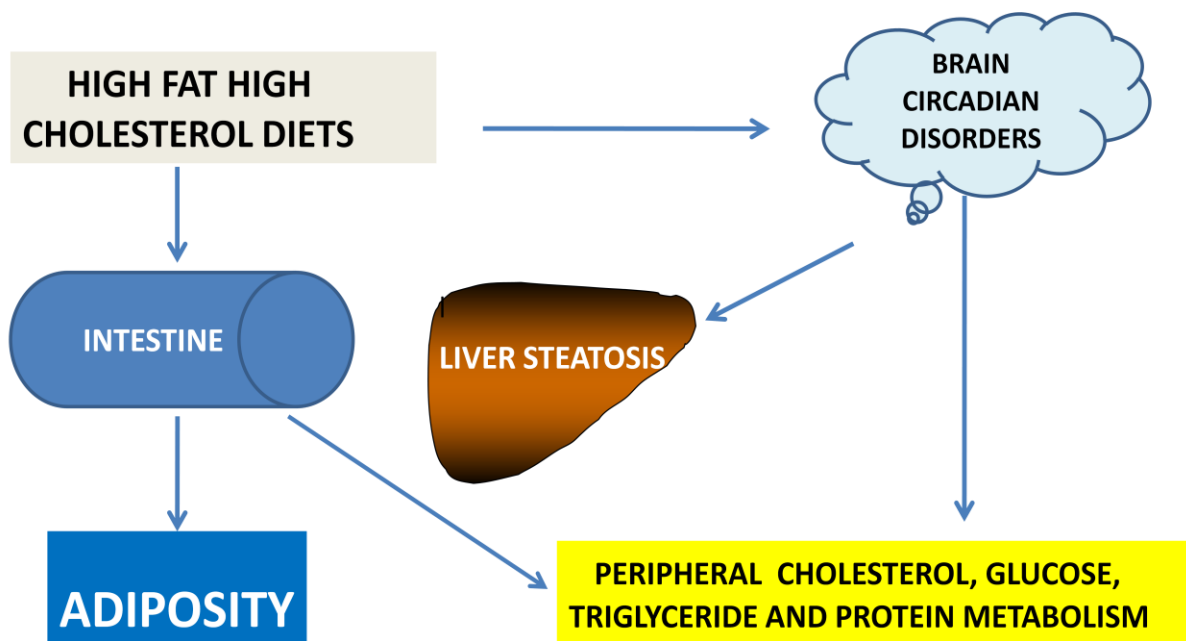 HIGH FAT HIGH
CHOLESTEROL DIETS
BRAIN
CIRCADIAN
DISORDERS
INTESTINE
LIVER STEATOSIS
ADIPOSITY
PERIPHERAL CHOLESTEROL, GLUCOSE,
TRIGLYCERIDE AND PROTEIN METABOLISM